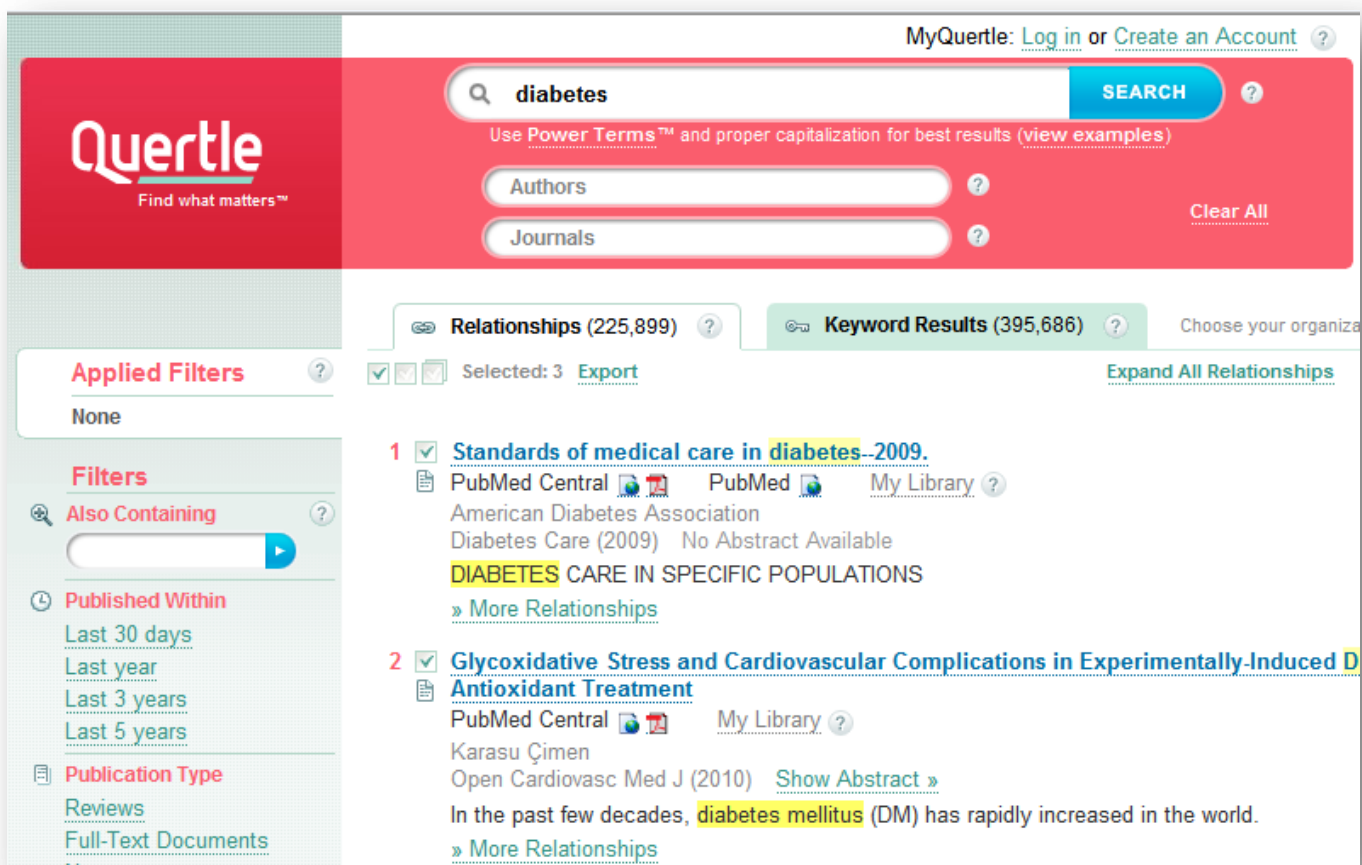 MyQuertle: Log in or Create an Account ?
diabetes
SEARCH ?
Use Power Terms™ and proper capitalization for best results (view examples)
Quertle
Find what matters™
Authors ?
Journals ?
Clear All
Relationships (225,899) ?
Keyword Results (395,686) ?
Choose your organiza
Applied Filters ?
None
Selected: 3 Export
Expand All Relationships
Filters
Also Containing ?
Published Within
Last 30 days
Last year
Last 3 years
Last 5 years
Publication Type
Reviews
Full-Text Documents
1 Standards of medical care in diabetes--2009.
PubMed Central PubMed My Library ?
American Diabetes Association
Diabetes Care (2009) No Abstract Available
DIABETES CARE IN SPECIFIC POPULATIONS
» More Relationships
2 Glycoxidative Stress and Cardiovascular Complications in Experimentally-Induced D
Antioxidant Treatment
PubMed Central My Library ?
Karasu Çimen
Open Cardiovasc Med J (2010) Show Abstract »
In the past few decades, diabetes mellitus (DM) has rapidly increased in the world.
» More Relationships